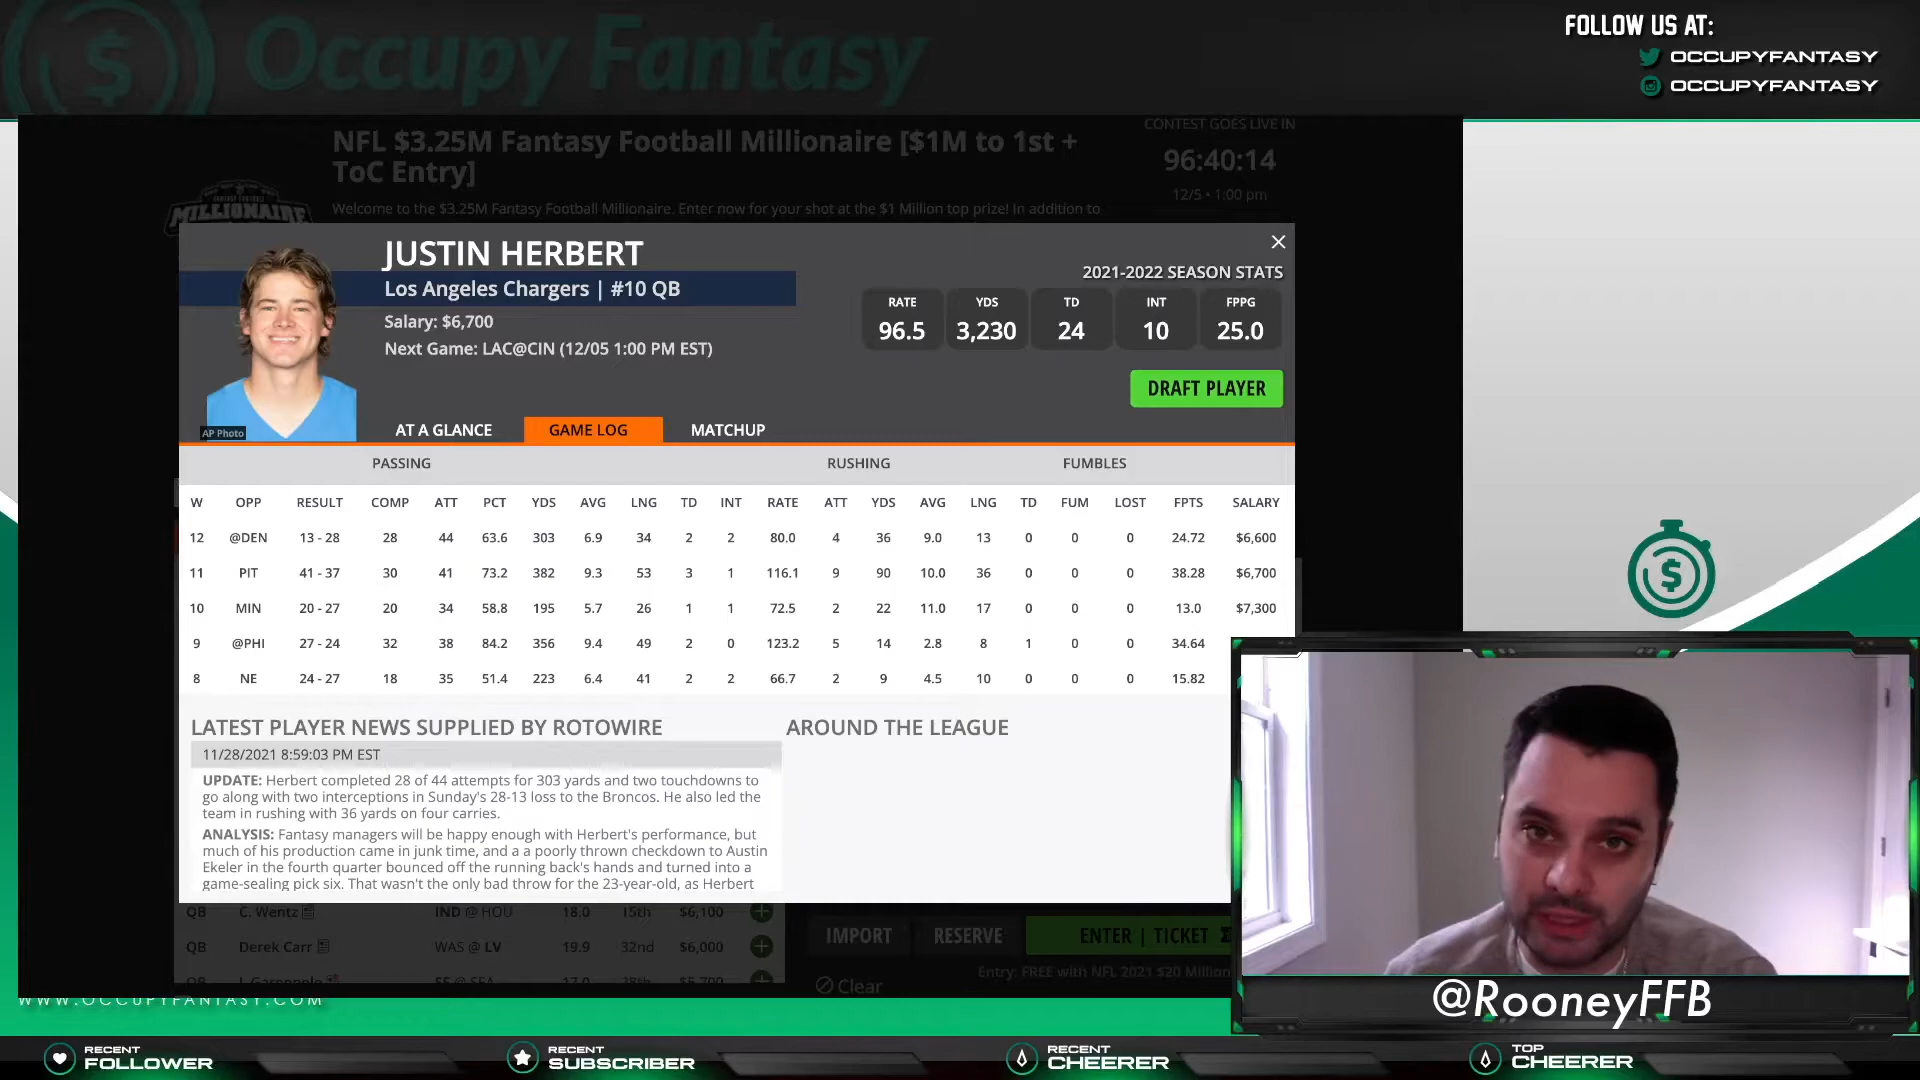 Occupy Fantasy
FOLLOW US AT:
OCCUPYFANTASY
OCCUPYFANTASY
NFL $3.25M Fantasy Football Millionaire [$1M to 1st +
ToC Entry]
CONTEST GOES LIVE IN
96:40:14
12/5 • 1:00 pm
Welcome to the $3.25M Fantasy Football Millionaire. Enter now for your shot at the $1 Million top prize! In addition to
FANTASY FOOTBALL
MILLIONAIRE
JUSTIN HERBERT
Los Angeles Chargers | #10 QB
Salary: $6,700
Next Game: LAC@CIN (12/05 1:00 PM EST)
AP Photo
2021-2022 SEASON STATS
RATE YDS TD INT FPPG
96.5 3,230 24 10 25.0
DRAFT PLAYER
AT A GLANCE GAME LOG MATCHUP
PASSING RUSHING FUMBLES
W OPP RESULT COMP ATT PCT YDS AVG LNG TD INT RATE ATT YDS AVG LNG TD FUM LOST FPTS SALARY
12 @DEN 13 - 28 28 44 63.6 303 6.9 34 2 2 80.0 4 36 9.0 13 0 0 0 24.72 $6,600
11 PIT 41 - 37 30 41 73.2 382 9.3 53 3 1 116.1 9 90 10.0 36 0 0 0 38.28 $6,700
10 MIN 20 - 27 20 34 58.8 195 5.7 26 1 1 72.5 2 22 11.0 17 0 0 0 13.0 $7,300
9 @PHI 27 - 24 32 38 84.2 356 9.4 49 2 0 123.2 5 14 2.8 8 1 0 0 34.64
8 NE 24 - 27 18 35 51.4 223 6.4 41 2 2 66.7 2 9 4.5 10 0 0 0 15.82
LATEST PLAYER NEWS SUPPLIED BY ROTOWIRE
11/28/2021 8:59:03 PM EST
UPDATE: Herbert completed 28 of 44 attempts for 303 yards and two touchdowns to
go along with two interceptions in Sunday's 28-13 loss to the Broncos. He also led the
team in rushing with 36 yards on four carries.
ANALYSIS: Fantasy managers will be happy enough with Herbert's performance, but
much of his production came in junk time, and a a poorly thrown checkdown to Austin
Ekeler in the fourth quarter bounced off the running back's hands and turned into a
game-sealing pick six. That wasn't the only bad throw for the 23-year-old, as Herbert
AROUND THE LEAGUE
QB C. Wentz IND @ HOU 18.0 15th $6,100
QB Derek Carr WAS @ LV 19.9 32nd $6,000
IMPORT RESERVE ENTER | TICKET
Entry: FREE with NFL 2021 $20 Million
Clear
WWW.OCCUPYFANTASY.COM
@RooneyFFB
RECENT
FOLLOWER
RECENT
SUBSCRIBER
RECENT
CHEERER
TOP
CHEERER